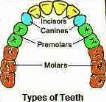 Incisors
Canines
Premolars
Molars
Types of Teeth